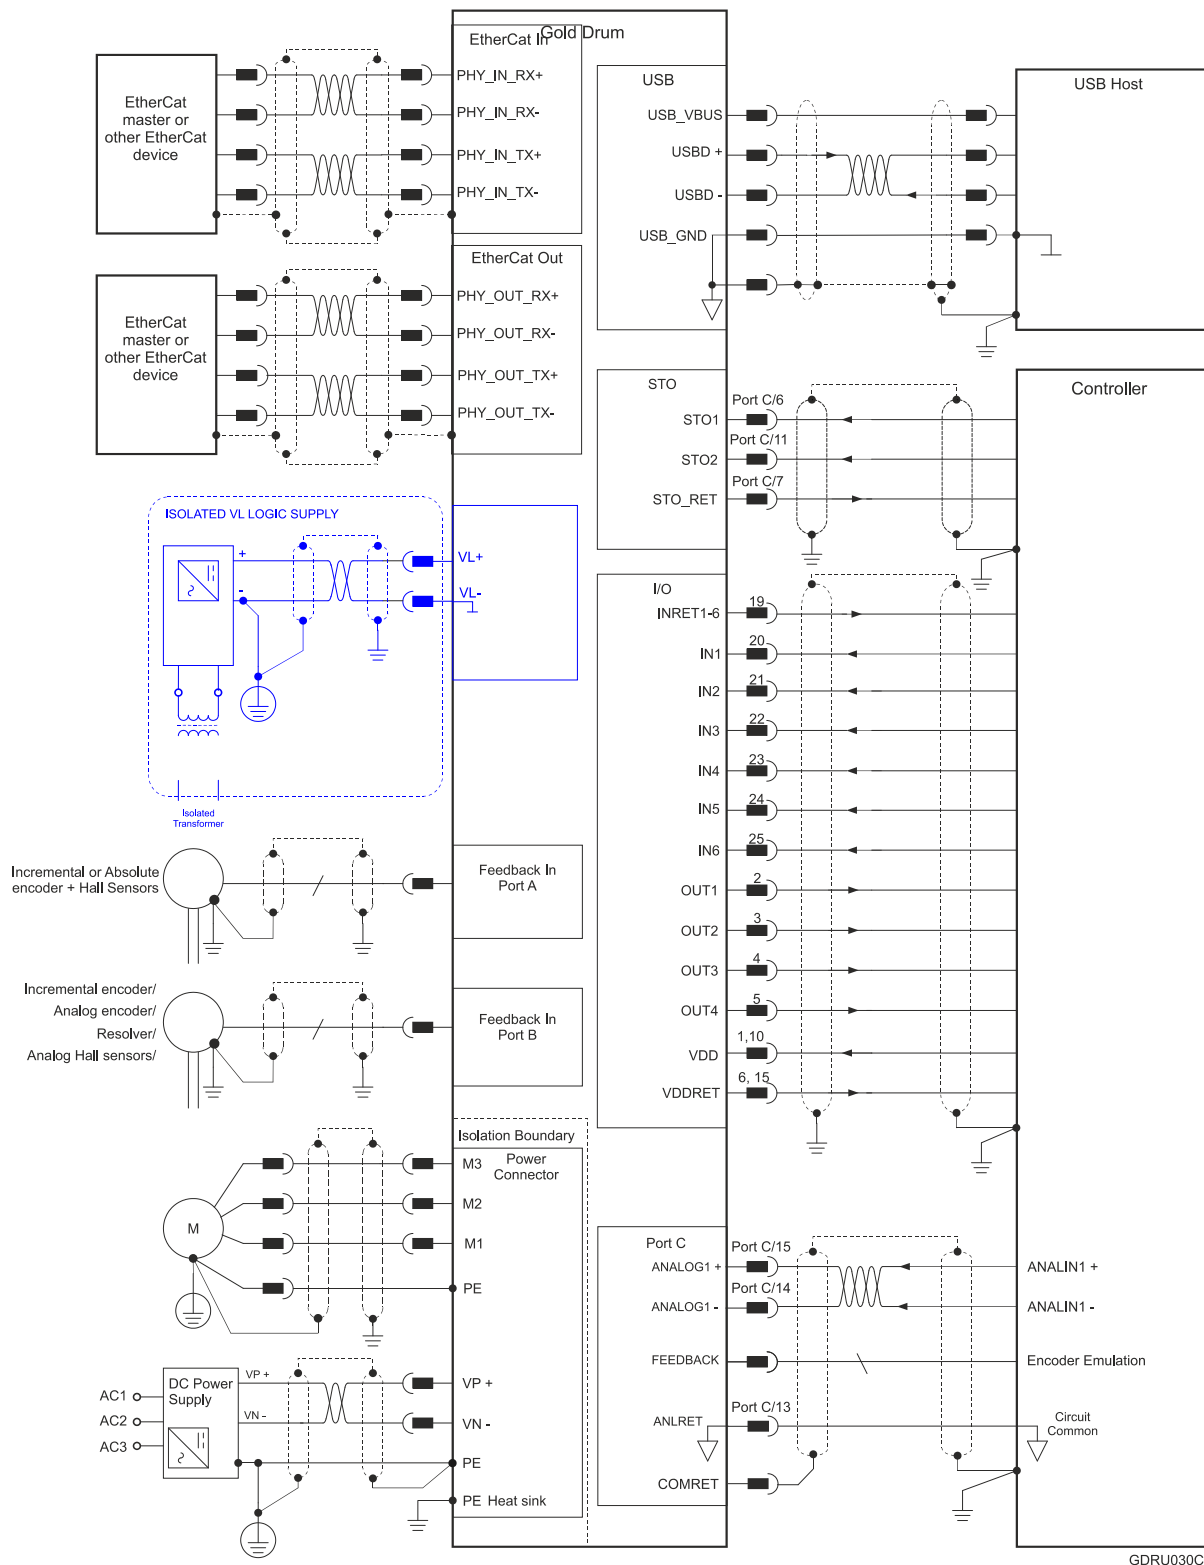 Gold Drum
EtherCat In
EtherCat
master or
other EtherCat
device
PHY_IN_RX+
PHY_IN_RX-
PHY_IN_TX+
PHY_IN_TX-
EtherCat Out
EtherCat
master or
other EtherCat
device
PHY_OUT_RX+
PHY_OUT_RX-
PHY_OUT_TX+
PHY_OUT_TX-
ISOLATED VL LOGIC SUPPLY
+
-
VL+
VL-
Isolated
Transformer
Incremental or Absolute
encoder + Hall Sensors
Feedback In
Port A
Incremental encoder/
Analog encoder/
Resolver/
Analog Hall sensors/
Feedback In
Port B
Isolation Boundary
Power
Connector
M
M3
M2
M1
PE
AC1
AC2
AC3
DC Power
Supply
VP +
VN -
VP +
VN -
PE
PE Heat sink
USB
USB_VBUS
USBD +
USBD -
USB_GND
USB Host
STO
STO1
Port C/6
STO2
Port C/11
STO_RET
Port C/7
Controller
I/O
INRET1-6
19
IN1
20
IN2
21
IN3
22
IN4
23
IN5
24
IN6
25
OUT1
2
OUT2
3
OUT3
4
OUT4
5
VDD
1,10
VDDRET
6, 15
Port C
ANALOG1 +
Port C/15
ANALIN1 +
ANALOG1 -
Port C/14
ANALIN1 -
FEEDBACK
Encoder Emulation
ANLRET
Port C/13
Circuit
Common
COMRET
GDRU030C